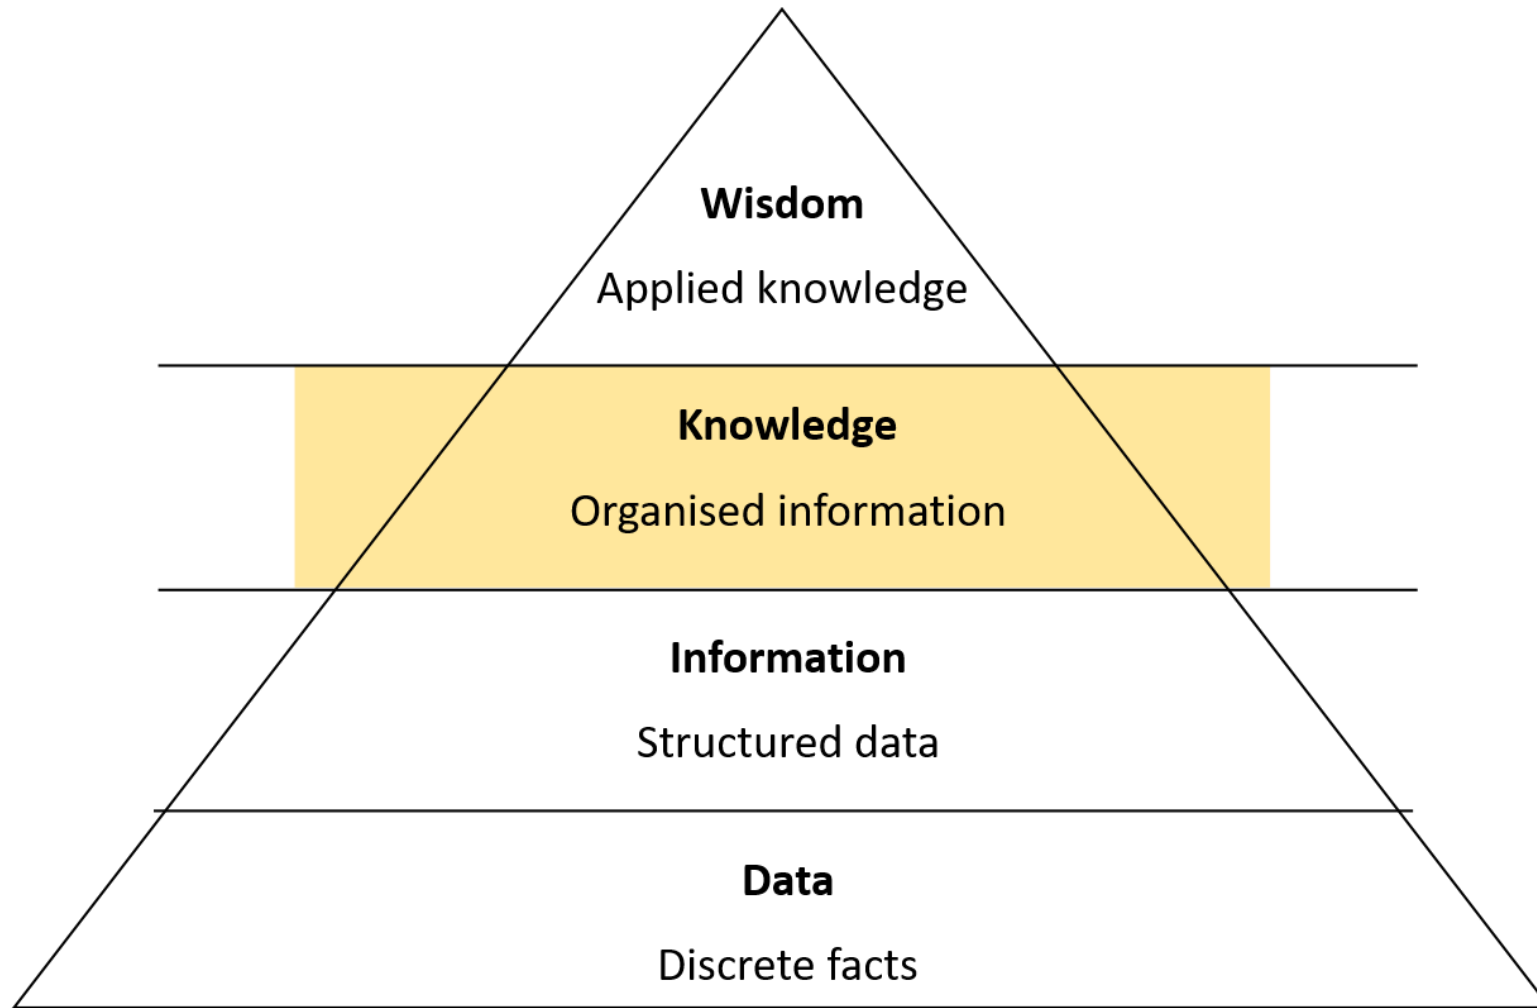 Wisdom
Applied knowledge
Knowledge
Organised information
Information
Structured data
Data
Discrete facts